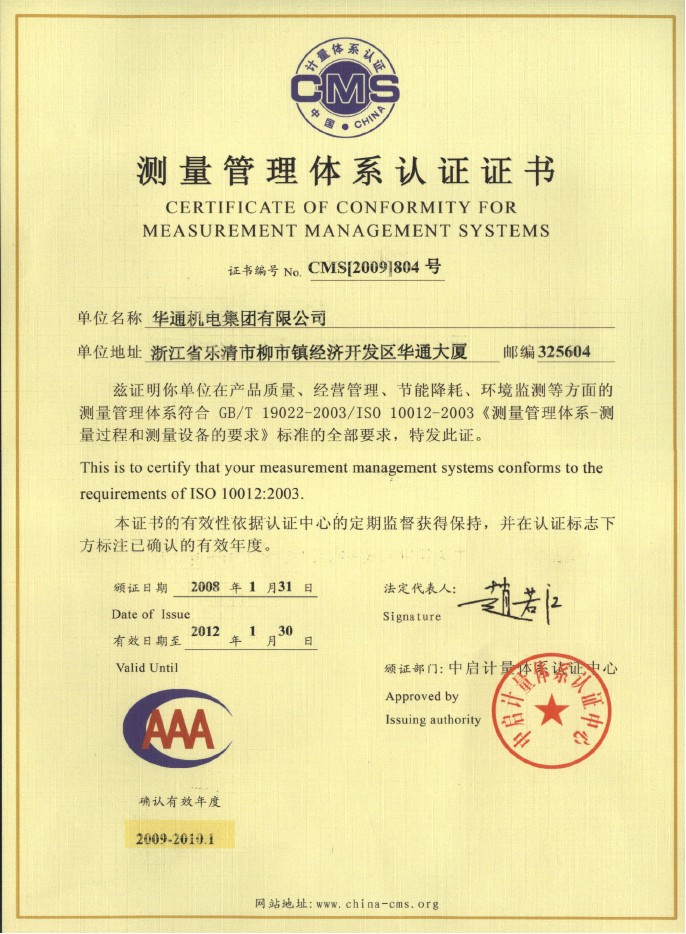 计量体系认证
CMS
中国●CHINA
测量管理体系认证证书
CERTIFICATE OF CONFORMITY FOR
MEASUREMENT MANAGEMENT SYSTEMS
证书编号 No. CMS[2009]804 号
单位名称 华通机电集团有限公司
单位地址 浙江省乐清市柳市镇经济开发区华通大厦 邮编 325604
兹证明你单位在产品质量、经营管理、节能降耗、环境监测等方面的
测量管理体系符合 GB/T 19022-2003/ISO 10012-2003《测量管理体系-测
量过程和测量设备的要求》标准的全部要求，特发此证。
This is to certify that your measurement management systems conforms to the
requirements of ISO 10012:2003.
本证书的有效性依据认证中心的定期监督获得保持，并在认证标志下
方标注已确认的有效年度。
颁证日期 2008 年 1 月 31 日
Date of Issue
有效日期至 2012 年 1 月 30 日
Valid Until
法定代表人: 趙若江
Signature
颁证部门: 中启计量体系认证中心
Approved by
Issuing authority
中启计量体系认证中心
AAA
确认有效年度
2009-2010.1
网站地址:www.china-cms.org